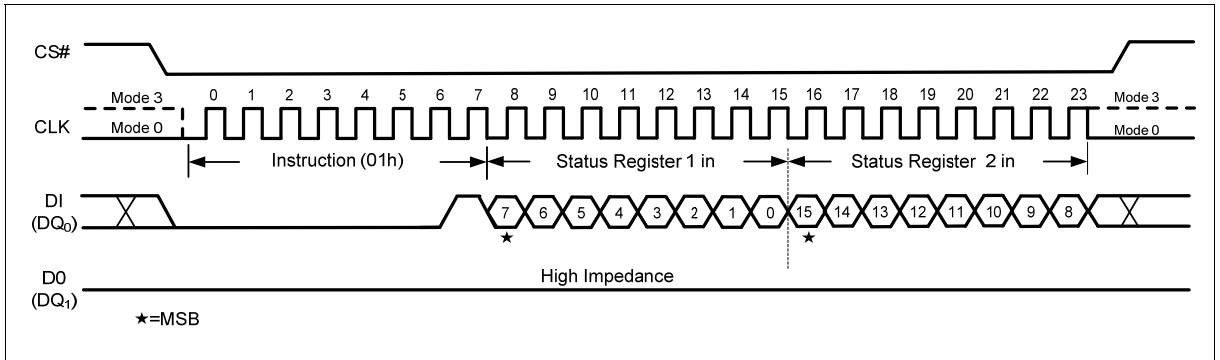 CS#
Mode 3
0 1 2 3 4 5 6 7 8 9 10 11 12 13 14 15 16 17 18 19 20 21 22 23
Mode 3
CLK
Mode 0
Mode 0
Instruction (01h)
Status Register 1 in
Status Register 2 in
DI
(DQ0)
7 6 5 4 3 2 1 0 15 14 13 12 11 10 9 8
★ ★
D0
(DQ1)
High Impedance
★=MSB